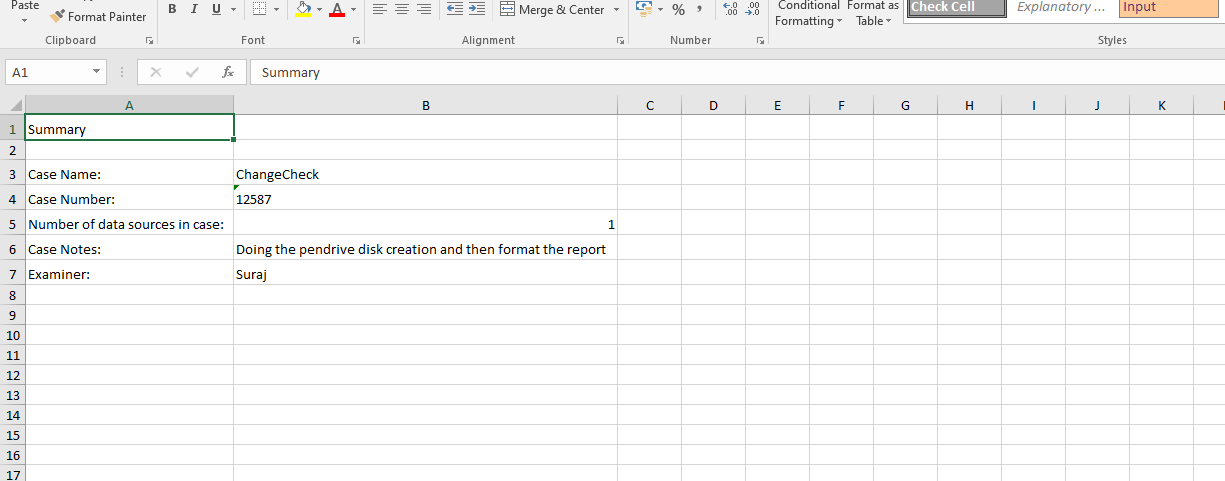 Paste
Format Painter
B I U A
Merge & Center
% ,
Conditional Formatting
Format as Table
Check Cell
Explanatory ...
Input
Clipboard
Font
Alignment
Number
Styles
A1
fx
Summary
A B C D E F G H I J K
1 Summary
2
3 Case Name: ChangeCheck
4 Case Number: 12587
5 Number of data sources in case: 1
6 Case Notes: Doing the pendrive disk creation and then format the report
7 Examiner: Suraj
8
9
10
11
12
13
14
15
16
17